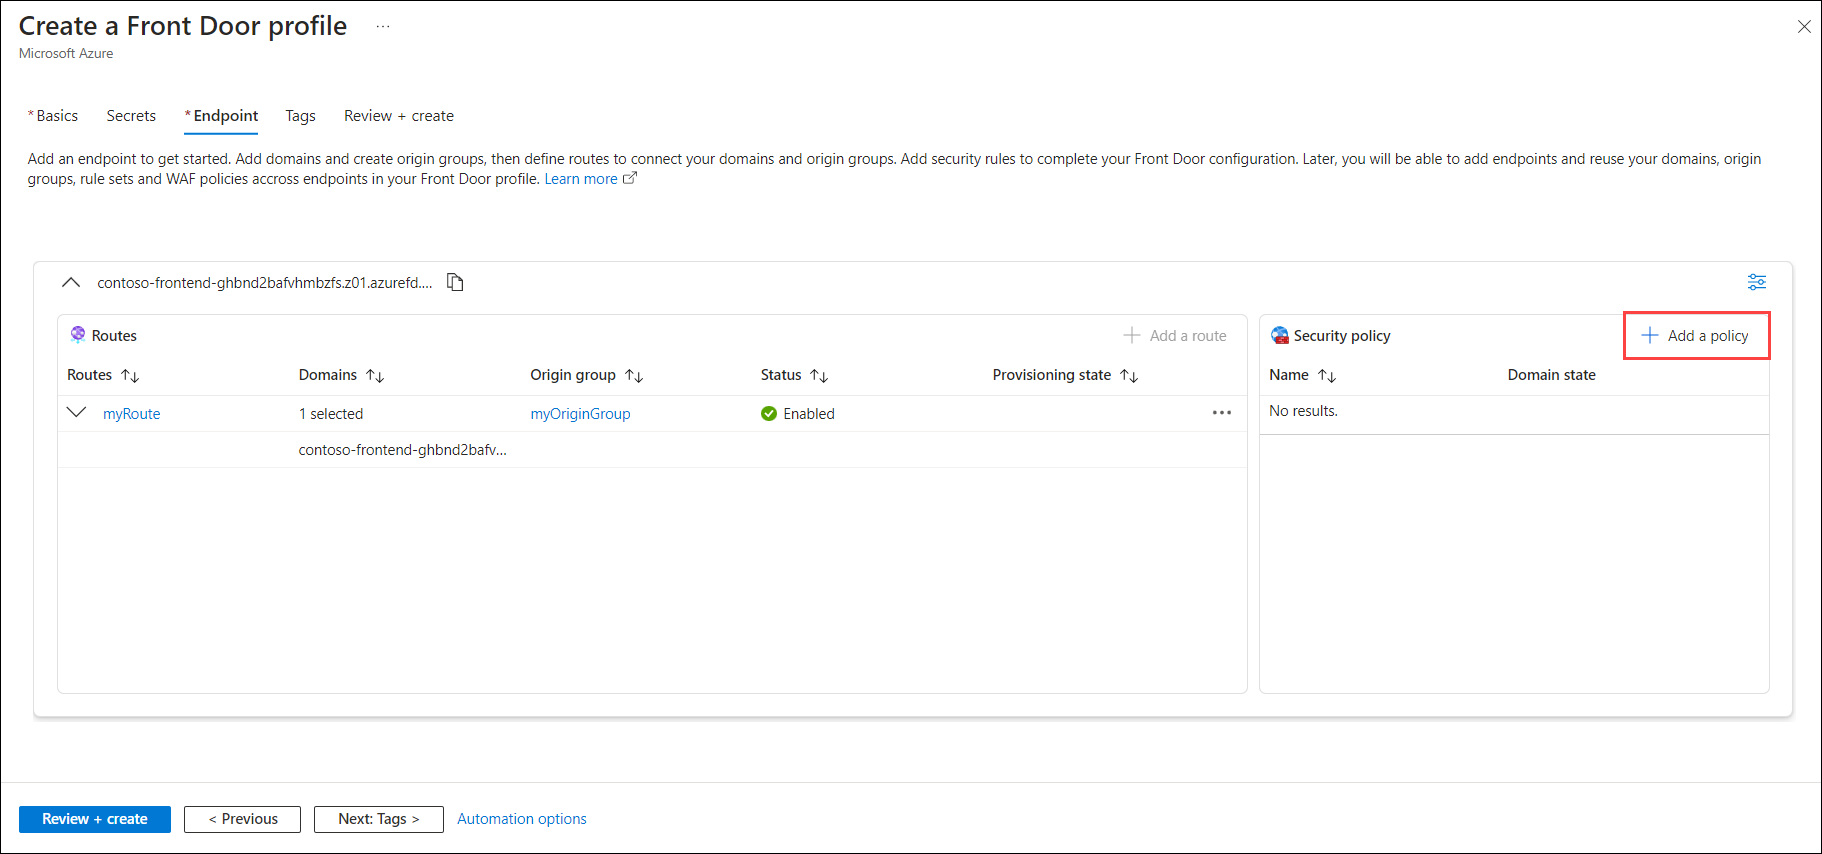 Create a Front Door profile ...
Microsoft Azure
* Basics Secrets * Endpoint Tags Review + create
Add an endpoint to get started. Add domains and create origin groups, then define routes to connect your domains and origin groups. Add security rules to complete your Front Door configuration. Later, you will be able to add endpoints and reuse your domains, origin
groups, rule sets and WAF policies accross endpoints in your Front Door profile. Learn more
contoso-frontend-ghbnd2bafvhmbzfs.z01.azurefd....
Routes + Add a route
Routes Domains Origin group Status Provisioning state
myRoute 1 selected myOriginGroup Enabled ...
contoso-frontend-ghbnd2bafv...
Security policy + Add a policy
Name Domain state
No results.
Review + create < Previous Next: Tags > Automation options